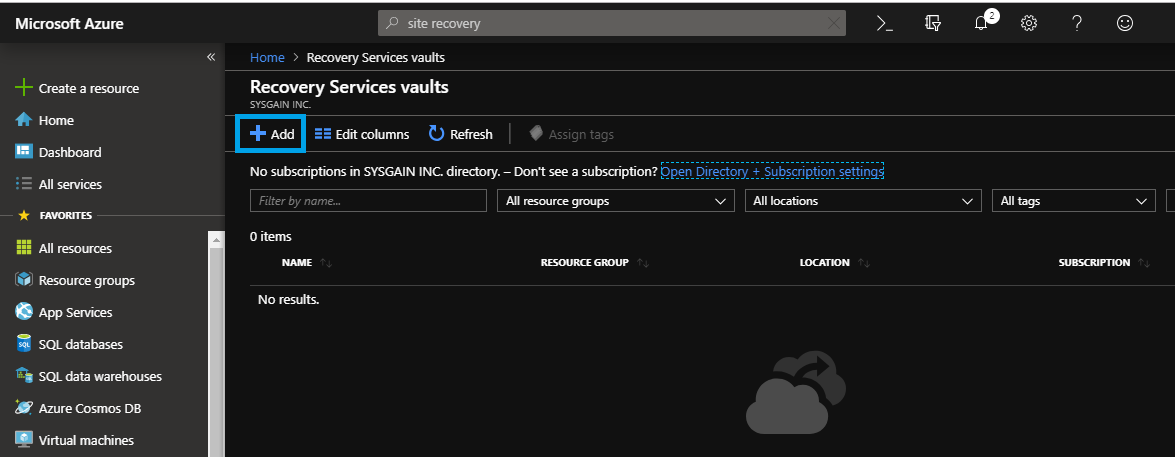 Microsoft Azure
site recovery
2
Home > Recovery Services vaults
Recovery Services vaults
SYSGAIN INC.
Add
Edit columns
Refresh
Assign tags
No subscriptions in SYSGAIN INC. directory. – Don't see a subscription? Open Directory + Subscription settings
Filter by name...
All resource groups
All locations
All tags
0 items
NAME
RESOURCE GROUP
LOCATION
SUBSCRIPTION
No results.
Create a resource
Home
Dashboard
All services
FAVORITES
All resources
Resource groups
App Services
SQL databases
SQL data warehouses
Azure Cosmos DB
Virtual machines